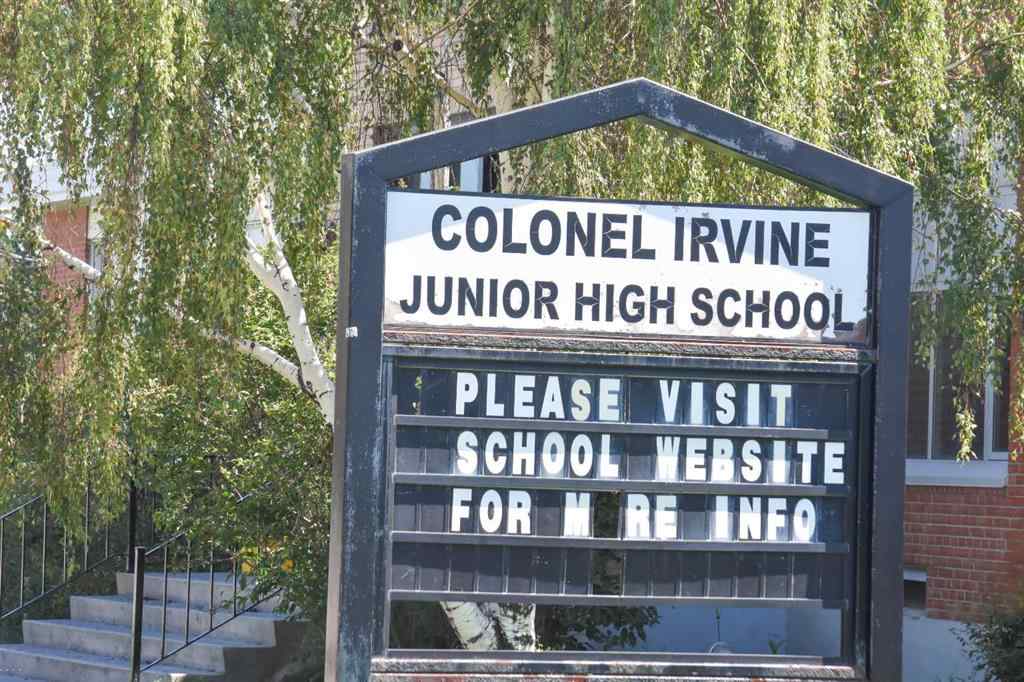 COLONEL IRVINE
JUNIOR HIGH SCHOOL
PLEASE VISIT
SCHOOL WEBSITE
FOR M RE INFO